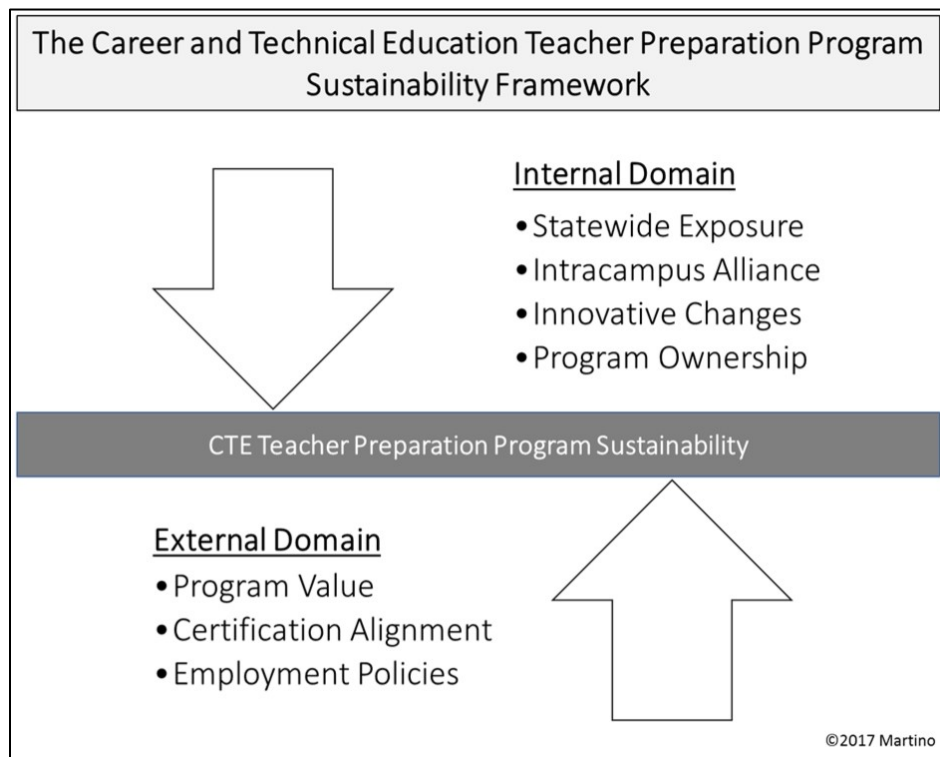 The Career and Technical Education Teacher Preparation Program
Sustainability Framework
Internal Domain
•Statewide Exposure
•Intracampus Alliance
•Innovative Changes
•Program Ownership
CTE Teacher Preparation Program Sustainability
External Domain
•Program Value
•Certification Alignment
•Employment Policies
©2017 Martino